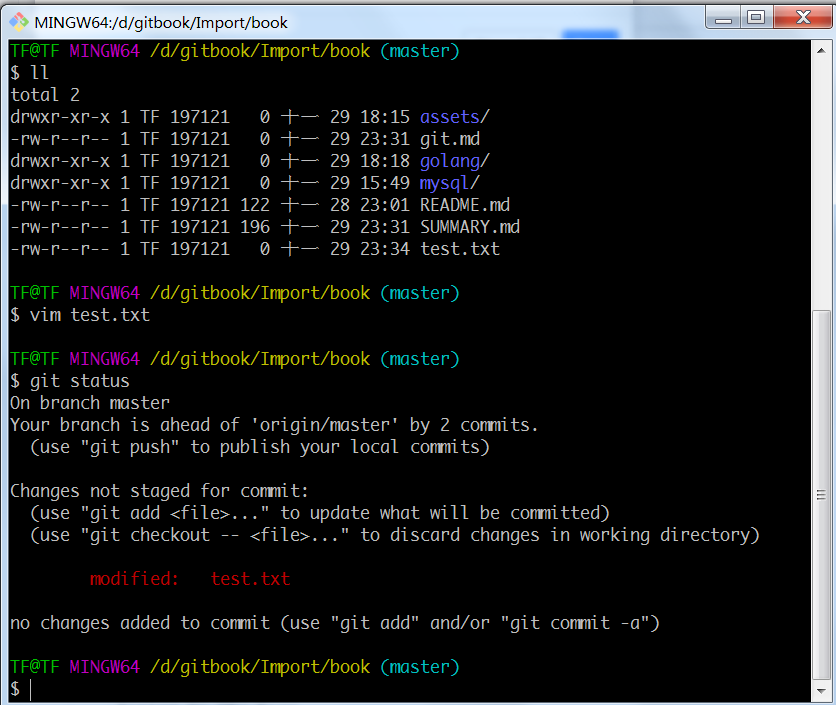 MINGW64:/d/gitbook/Import/book
TF@TF MINGW64 /d/gitbook/Import/book (master)
$ ll
total 2
drwxr-xr-x 1 TF 197121   0 十一 29 18:15 assets/
-rw-r--r-- 1 TF 197121   0 十一 29 23:31 git.md
drwxr-xr-x 1 TF 197121   0 十一 29 18:18 golang/
drwxr-xr-x 1 TF 197121   0 十一 29 15:49 mysql/
-rw-r--r-- 1 TF 197121 122 十一 28 23:01 README.md
-rw-r--r-- 1 TF 197121 196 十一 29 23:31 SUMMARY.md
-rw-r--r-- 1 TF 197121   0 十一 29 23:34 test.txt
TF@TF MINGW64 /d/gitbook/Import/book (master)
$ vim test.txt
TF@TF MINGW64 /d/gitbook/Import/book (master)
$ git status
On branch master
Your branch is ahead of 'origin/master' by 2 commits.
  (use "git push" to publish your local commits)
Changes not staged for commit:
  (use "git add <file>..." to update what will be committed)
  (use "git checkout -- <file>..." to discard changes in working directory)
        modified:   test.txt
no changes added to commit (use "git add" and/or "git commit -a")
TF@TF MINGW64 /d/gitbook/Import/book (master)
$